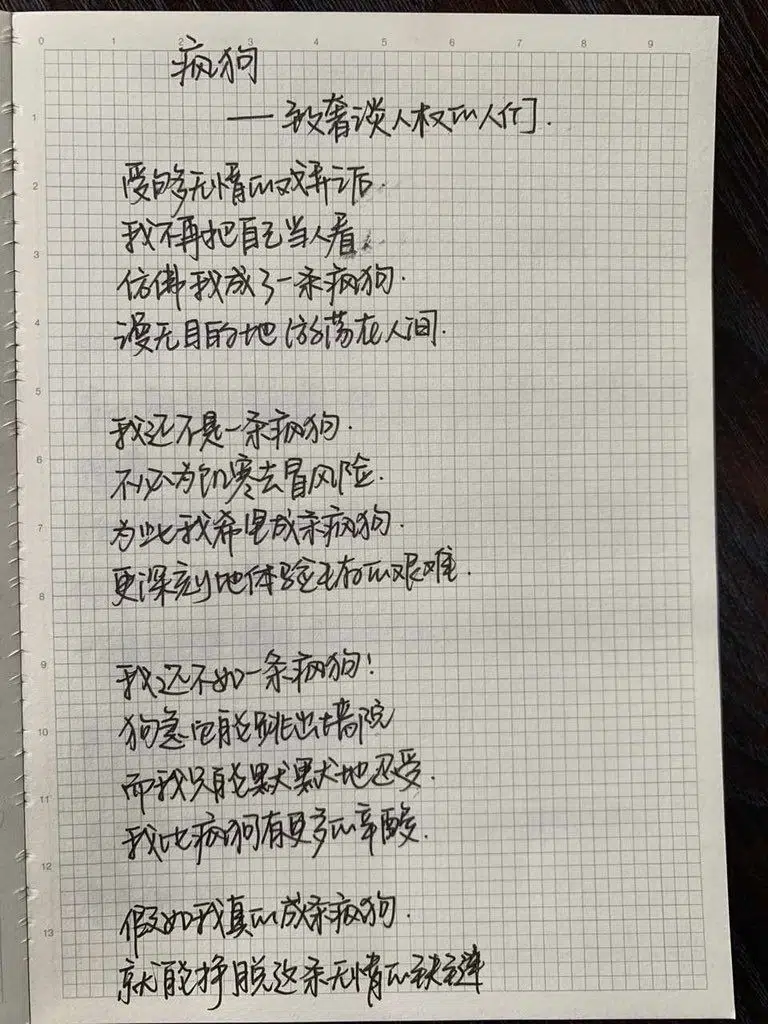 0 1 2 3 4 5 6 7 8 9
疯狗
——致奢谈人权的人们.
1
受够无情的戏弄之后.
2
我不再把自己当人看.
3
仿佛我成了一条疯狗.
漫无目的地游荡在人间.
4
5
我还不是一条疯狗.
6
不必为饥寒去冒风险.
为此我希望成条疯狗.
7
更深刻地体验生存的艰难.
8
我还不如一条疯狗!
9
狗急它能跳出墙院
10
而我只能默默地忍受.
11
我比疯狗有更多的辛酸.
12
假如我真的成条疯狗.
13
就能挣脱这条无情的锁链